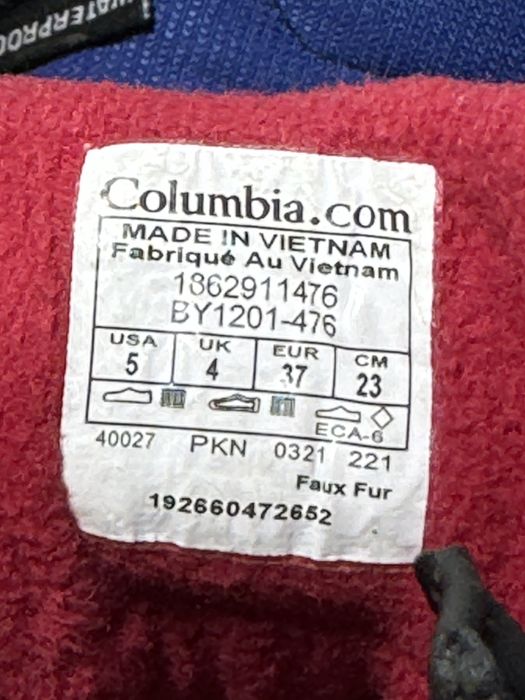 WATERPROO
Columbia.com
MADE IN VIETNAM
Fabriqué Au Vietnam
1862911476
BY1201-476
USA UK EUR CM
5 4 37 23
ECA-6
40027 PKN 0321 221
Faux Fur
192660472652